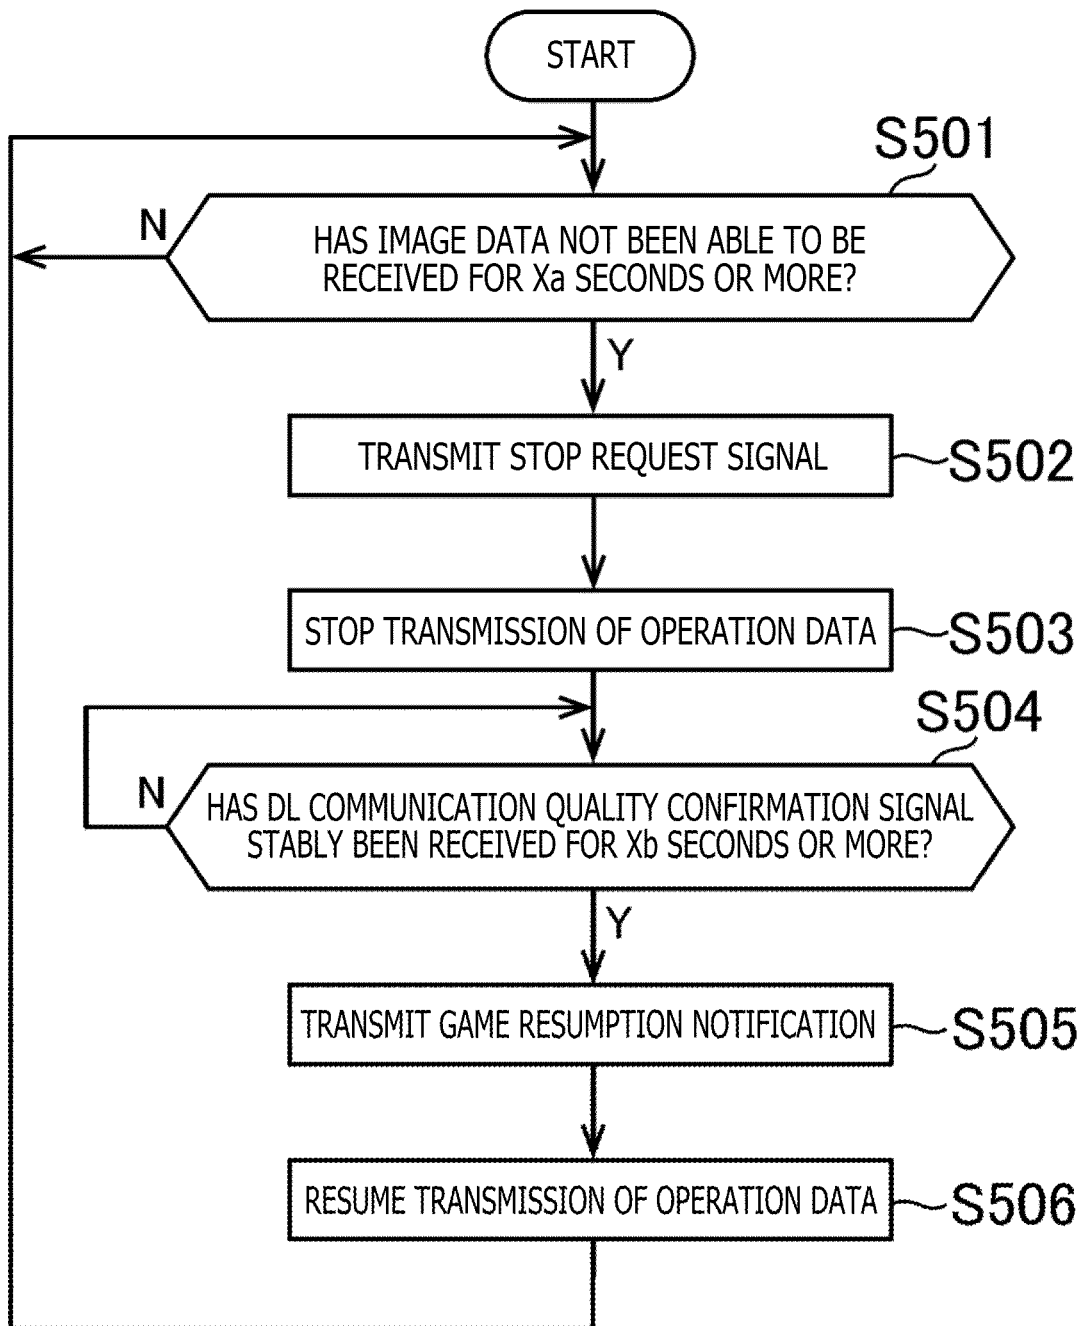 START
S501
N
HAS IMAGE DATA NOT BEEN ABLE TO BE
RECEIVED FOR Xa SECONDS OR MORE?
Y
TRANSMIT STOP REQUEST SIGNAL
S502
STOP TRANSMISSION OF OPERATION DATA
S503
S504
N
HAS DL COMMUNICATION QUALITY CONFIRMATION SIGNAL
STABLY BEEN RECEIVED FOR Xb SECONDS OR MORE?
Y
TRANSMIT GAME RESUMPTION NOTIFICATION
S505
RESUME TRANSMISSION OF OPERATION DATA
S506